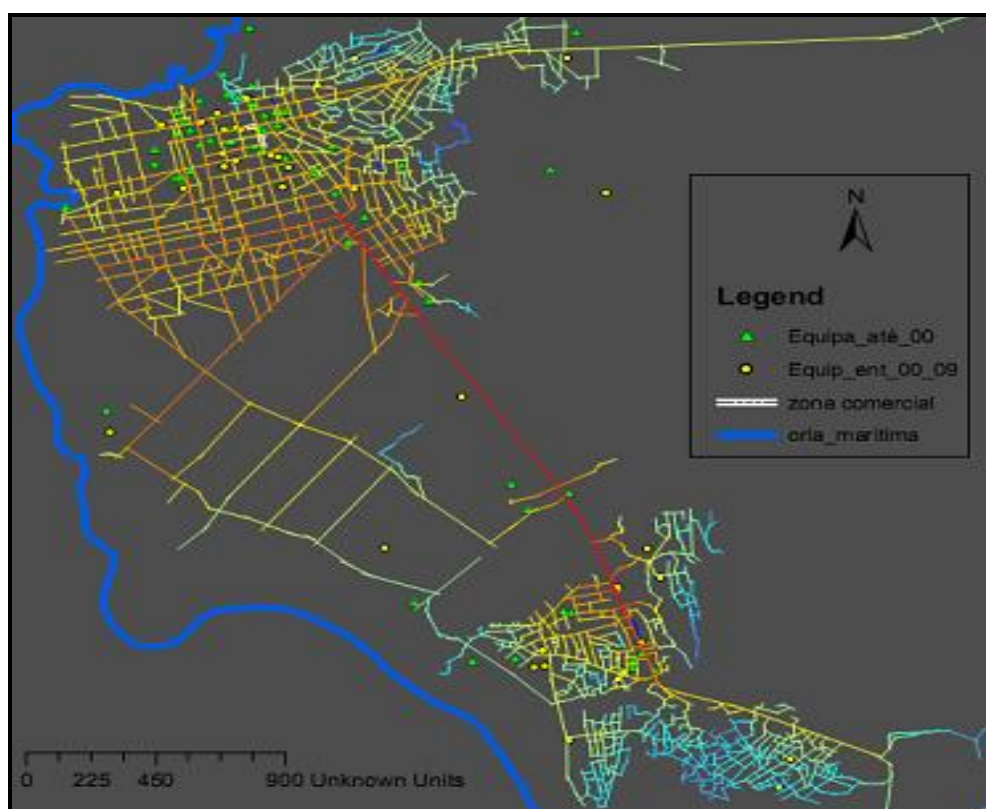 N
Legend
Equipa_até_00
Equip_ent_00_09
zona comercial
orla_maritima
0 225 450 900 Unknown Units